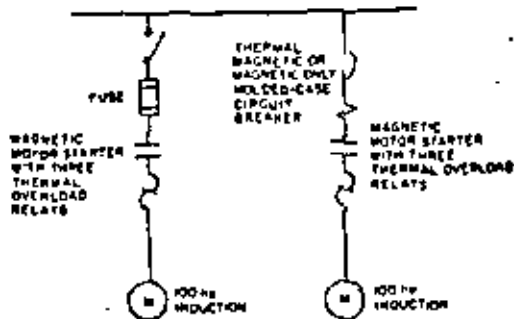 THERMAL
MAGNETIC OR
MAGNETIC ONLY
MOLDED-CASE
CIRCUIT
BREAKER
FUSE
MAGNETIC
MOTOR STARTER
WITH THREE
THERMAL
OVERLOAD
RELAYS
MAGNETIC
MOTOR STARTER
WITH THREE
THERMAL OVERLOAD
RELAYS
M
100 hp
INDUCTION
M
100 hp
INDUCTION